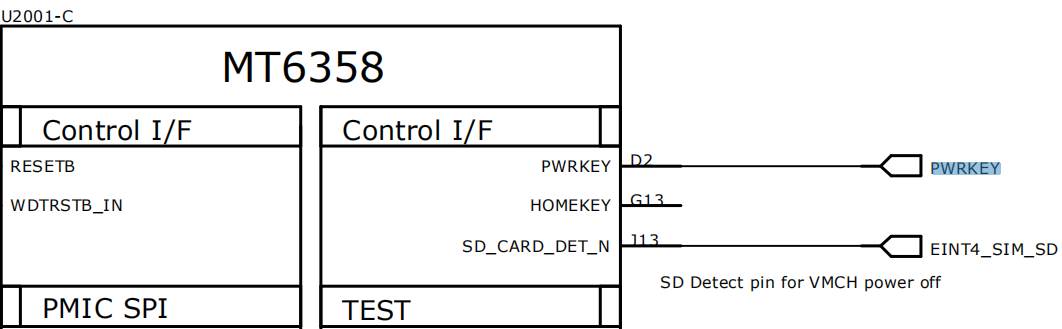 U2001-C
MT6358
Control I/F
Control I/F
RESETB
PWRKEY
D2
PWRKEY
WDTRSTB_IN
HOMEKEY
G13
SD_CARD_DET_N
J13
EINT4_SIM_SD
SD Detect pin for VMCH power off
PMIC SPI
TEST